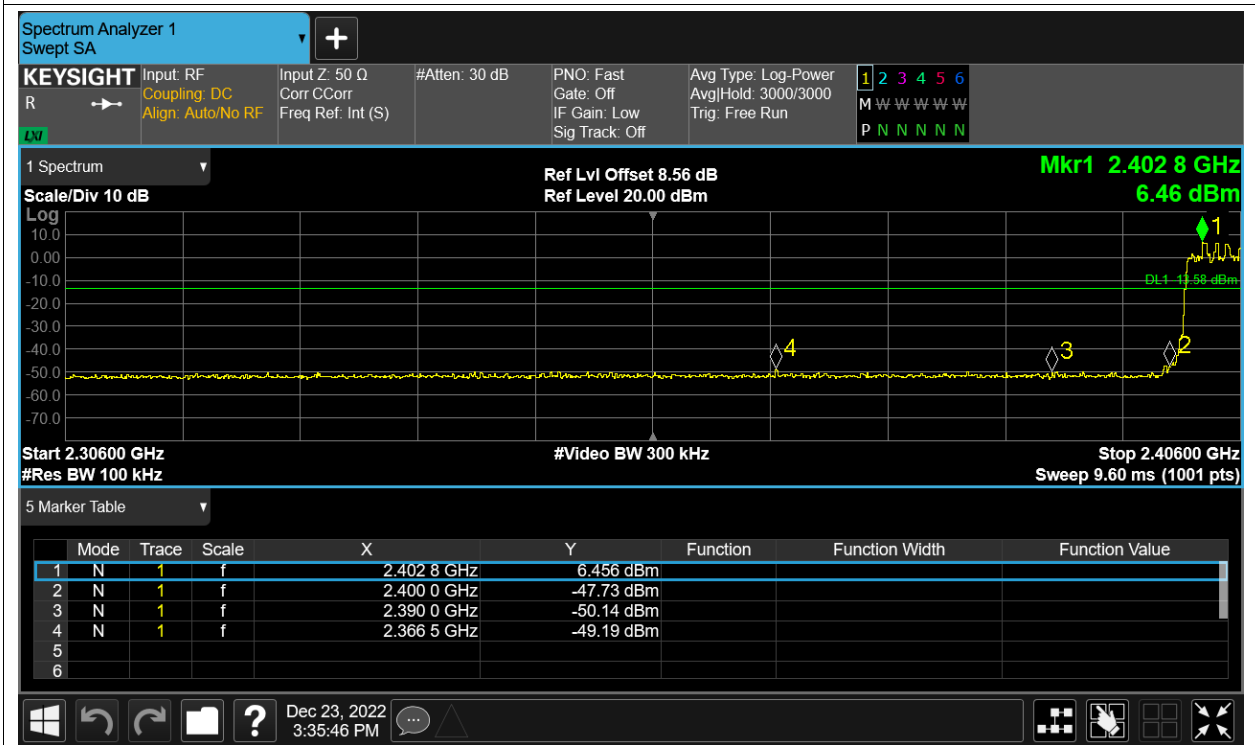 Spectrum Analyzer 1
Swept SA
+
KEYSIGHT Input: RF Input Z: 50 Ω #Atten: 30 dB PNO: Fast Avg Type: Log-Power 1 2 3 4 5 6
R Coupling: DC Corr CCorr Gate: Off Avg|Hold: 3000/3000 M W W W W W
Align: Auto/No RF Freq Ref: Int (S) IF Gain: Low Trig: Free Run
LXI Sig Track: Off P N N N N N
1 Spectrum Ref Lvl Offset 8.56 dB Mkr1 2.402 8 GHz
Scale/Div 10 dB Ref Level 20.00 dBm 6.46 dBm
Log
1
10.0
0.00
-10.0 DL1 -13.58 dBm
-20.0
-30.0
-40.0 4 3 2
-50.0
-60.0
-70.0
Start 2.30600 GHz #Video BW 300 kHz Stop 2.40600 GHz
#Res BW 100 kHz Sweep 9.60 ms (1001 pts)
5 Marker Table
Mode Trace Scale X Y Function Function Width Function Value
1 N 1 f 2.402 8 GHz 6.456 dBm
2 N 1 f 2.400 0 GHz -47.73 dBm
3 N 1 f 2.390 0 GHz -50.14 dBm
4 N 1 f 2.366 5 GHz -49.19 dBm
5
6
? Dec 23, 2022
3:35:46 PM